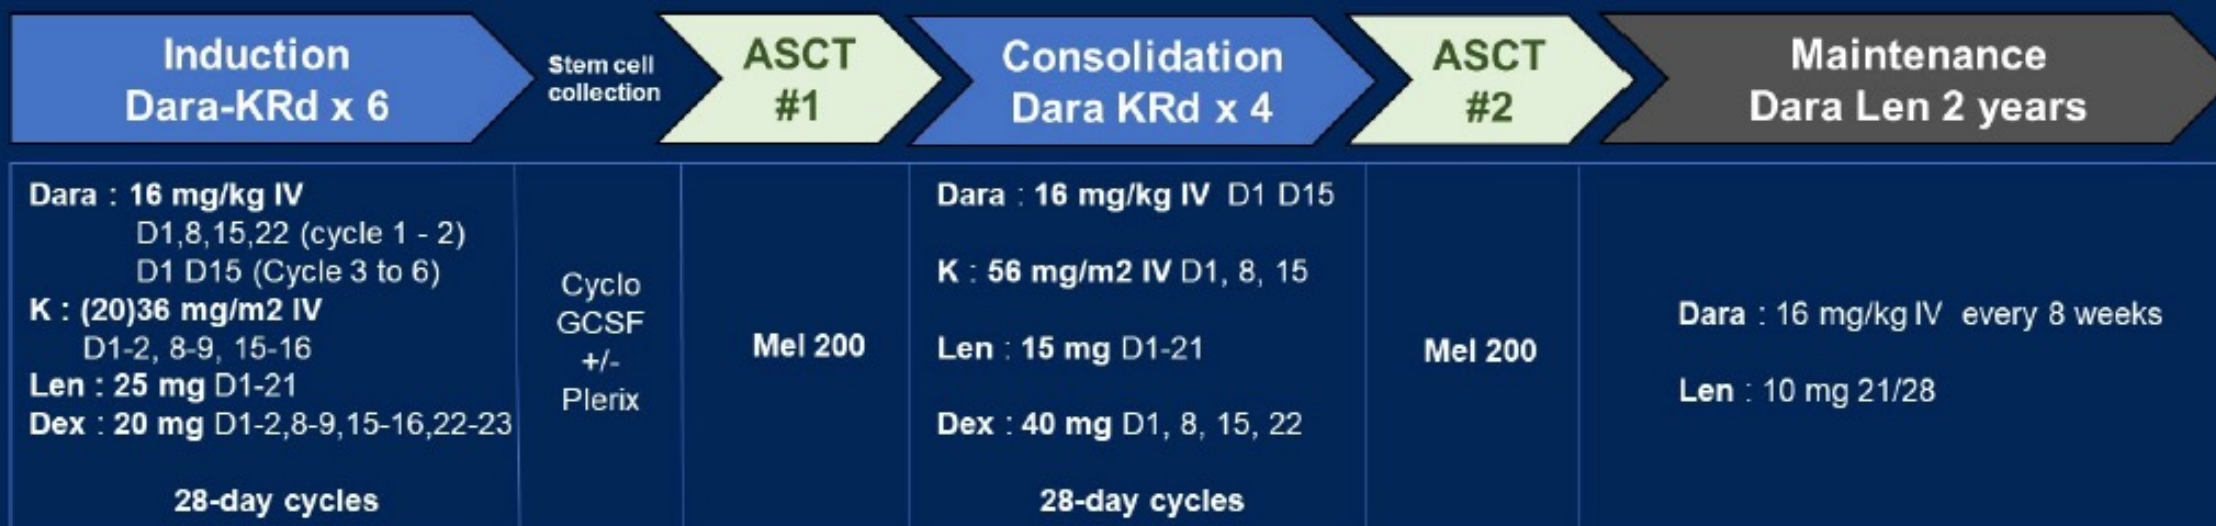 Induction
Dara-KRd x 6
Stem cell
collection
ASCT
#1
Consolidation
Dara KRd x 4
ASCT
#2
Maintenance
Dara Len 2 years
Dara : 16 mg/kg IV
D1,8,15,22 (cycle 1 - 2)
D1 D15 (Cycle 3 to 6)
K : (20)36 mg/m2 IV
D1-2, 8-9, 15-16
Len : 25 mg D1-21
Dex : 20 mg D1-2,8-9,15-16,22-23
28-day cycles
Cyclo
GCSF
+/-
Plerix
Mel 200
Dara : 16 mg/kg IV D1 D15
K : 56 mg/m2 IV D1, 8, 15
Len : 15 mg D1-21
Dex : 40 mg D1, 8, 15, 22
28-day cycles
Mel 200
Dara : 16 mg/kg IV every 8 weeks
Len : 10 mg 21/28